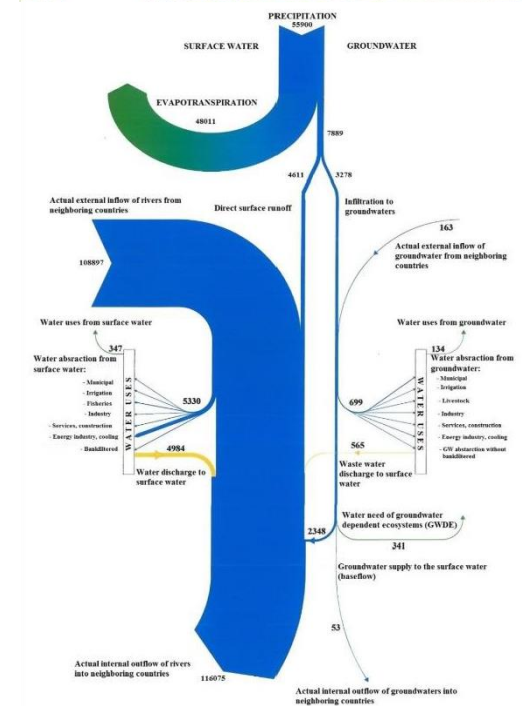 PRECIPITATION
55900
SURFACE WATER
GROUNDWATER
EVAPOTRANSPIRATION
48011
7889
4611
3278
Actual external inflow of rivers from
neighboring countries
Direct surface runoff
Infiltration to
groundwaters
163
Actual external inflow of
groundwater from neighboring
countries
108897
Water uses from surface water
347
Water absraction from
surface water:
- Municipal
- Irrigation
- Fisheries
- Industry
- Services, construction
- Energy industry, cooling
- Bankfiltered
WATER USES
5330
4984
Water discharge to
surface water
Water uses from groundwater
134
Water absraction from
groundwater:
- Municipal
- Irrigation
- Livestock
- Industry
- Services, construction
- Energy industry, cooling
- GW abstarction without
bankfiltered
WATER USES
699
565
Waste water
discharge to surface
water
Water need of groundwater
dependent ecosystems (GWDE)
2348
341
Groundwater supply to the surface water
(baseflow)
53
Actual internal outflow of rivers
into neighboring countries
116075
Actual internal outflow of groundwaters into
neighboring countries